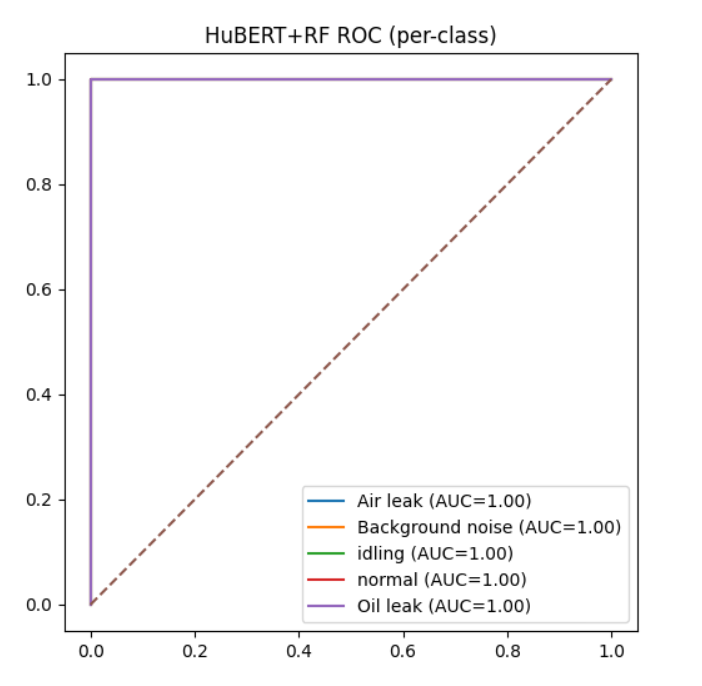 HuBERT+RF ROC (per-class)
1.0
0.8
0.6
0.4
0.2
0.0
Air leak (AUC=1.00)
Background noise (AUC=1.00)
idling (AUC=1.00)
normal (AUC=1.00)
Oil leak (AUC=1.00)
0.0 0.2 0.4 0.6 0.8 1.0